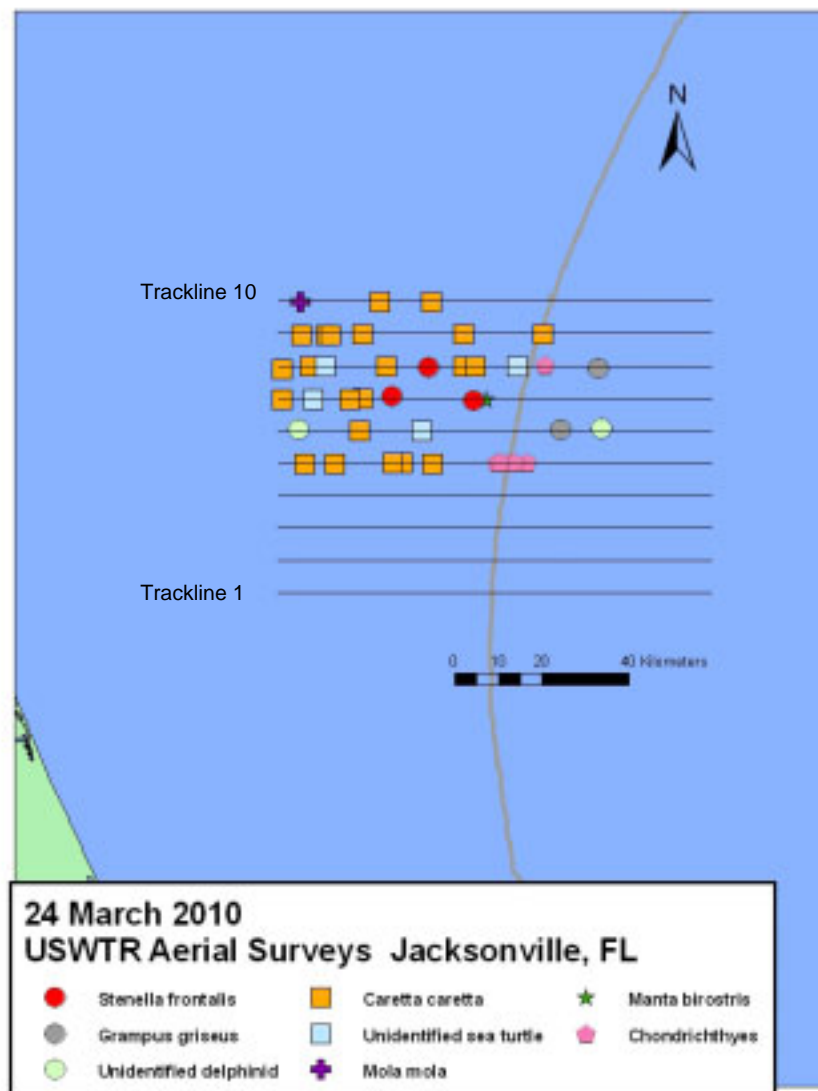 N
Trackline 10
Trackline 1
0 10 20 40 Kilometers
24 March 2010
USWTR Aerial Surveys Jacksonville, FL
Stenella frontalis Caretta caretta Manta birostris
Grampus griseus Unidentified sea turtle Chondrichthyes
Unidentified delphinid Mola mola